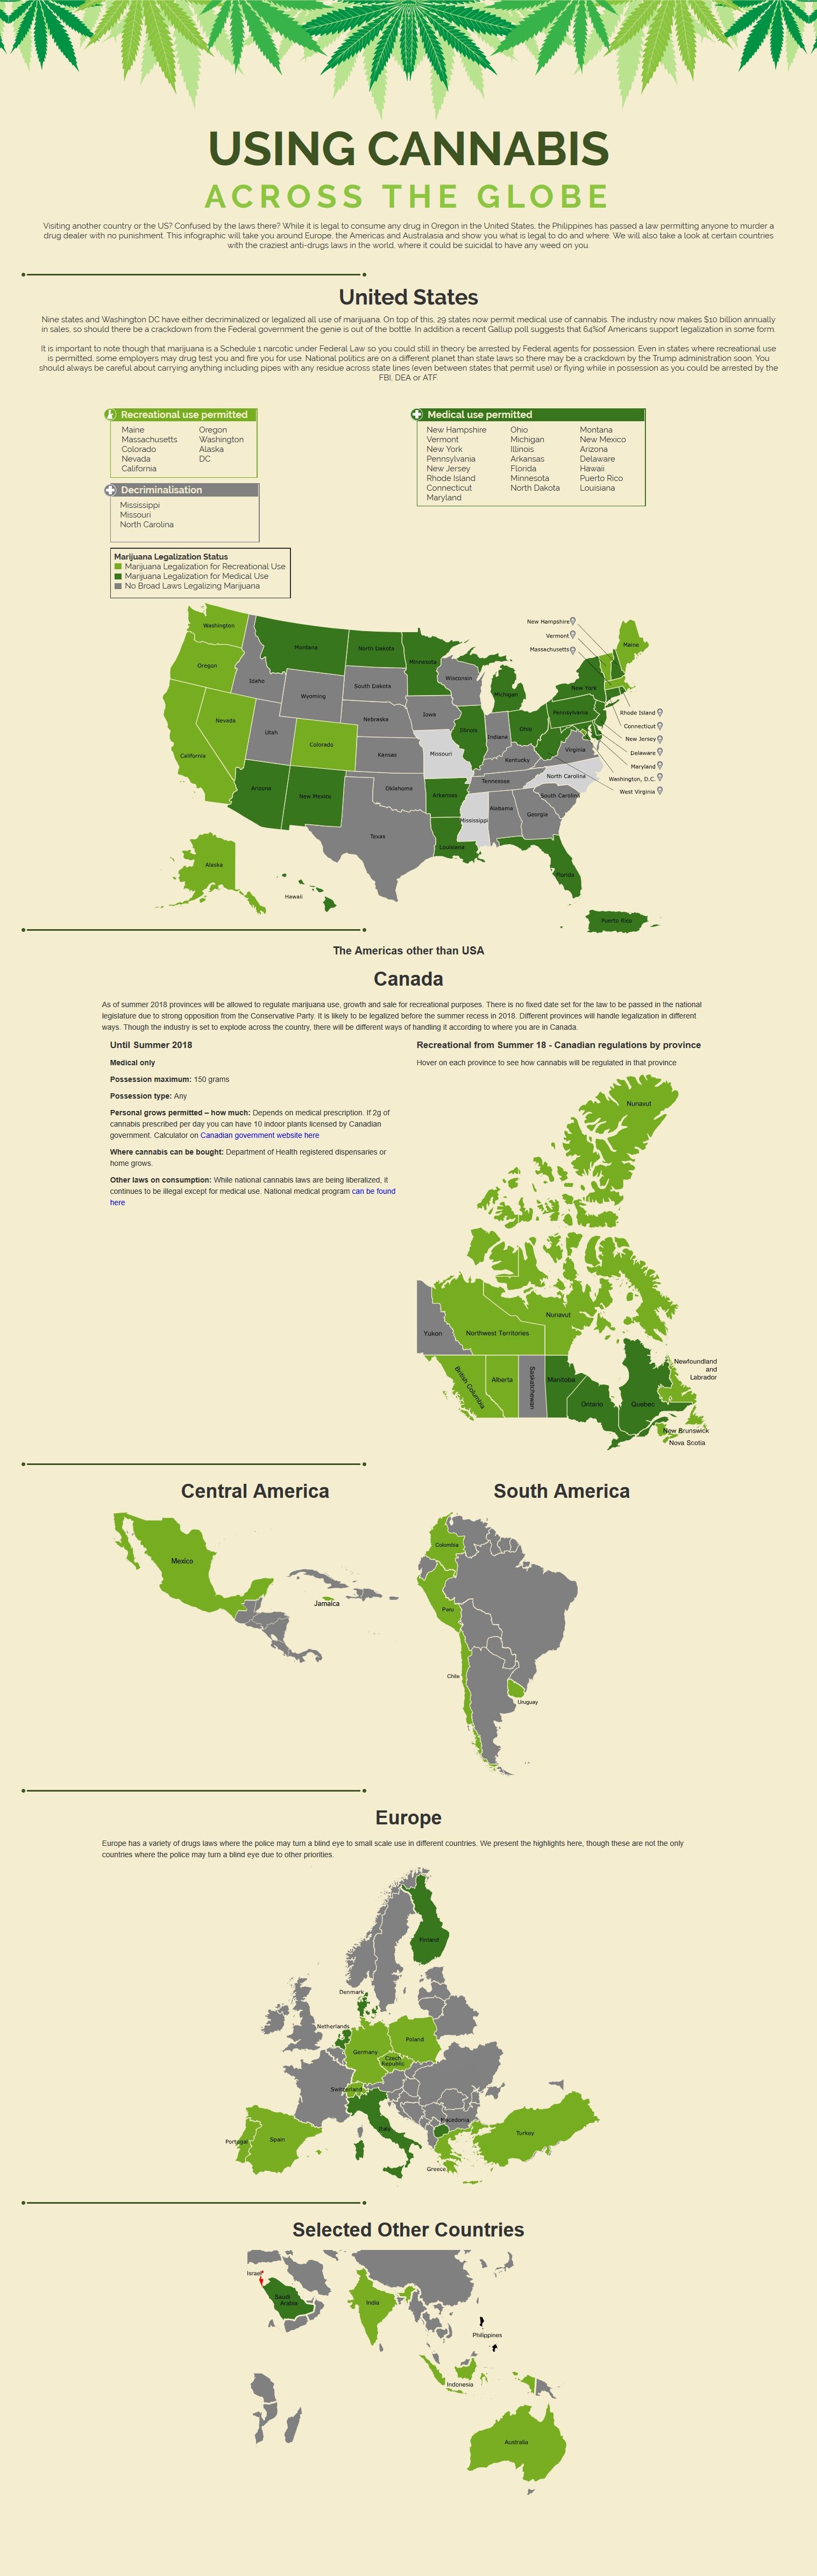 USING CANNABIS
ACROSS THE GLOBE
Visiting another country or the US? Confused by the laws there? While it is legal to consume any drug in Oregon in the United States, the Philippines has passed a law permitting anyone to murder a
drug dealer with no punishment. This infographic will take you around Europe, the Americas and Australasia and show you what is legal to do and where. We will also take a look at certain countries
with the craziest anti-drugs laws in the world, where it could be suicidal to have any weed on you.
United States
Nine states and Washington DC have either decriminalized or legalized all use of marijuana. On top of this, 29 states now permit medical use of cannabis. The industry now makes $10 billion annually
in sales, so should there be a crackdown from the Federal government the genie is out of the bottle. In addition a recent Gallup poll suggests that 64%of Americans support legalization in some form.
It is important to note though that marijuana is a Schedule 1 narcotic under Federal Law so you could still in theory be arrested by Federal agents for possession. Even in states where recreational use
is permitted, some employers may drug test you and fire you for use. National politics are on a different planet than state laws so there may be a crackdown by the Trump administration soon. You
should always be careful about carrying anything including pipes with any residue across state lines (even between states that permit use) or flying while in possession as you could be arrested by the
FBI, DEA or ATF.
Recreational use permitted
Maine
Massachusetts
Colorado
Nevada
California
Oregon
Washington
Alaska
DC
Medical use permitted
New Hampshire
Vermont
New York
Pennsylvania
New Jersey
Rhode Island
Connecticut
Maryland
Ohio
Michigan
Illinois
Arkansas
Florida
Minnesota
North Dakota
Montana
New Mexico
Arizona
Delaware
Hawaii
Puerto Rico
Louisiana
Decriminalisation
Mississippi
Missouri
North Carolina
Marijuana Legalization Status
Marijuana Legalization for Recreational Use
Marijuana Legalization for Medical Use
No Broad Laws Legalizing Marijuana
Washington
Oregon
California
Nevada
Idaho
Montana
Wyoming
Utah
Colorado
Arizona
New Mexico
North Dakota
South Dakota
Nebraska
Kansas
Oklahoma
Texas
Minnesota
Iowa
Missouri
Arkansas
Louisiana
Wisconsin
Illinois
Michigan
Indiana
Ohio
Kentucky
Tennessee
Mississippi
Alabama
Georgia
Florida
South Carolina
North Carolina
Virginia
Pennsylvania
New York
Maine
New Hampshire
Vermont
Massachusetts
Rhode Island
Connecticut
New Jersey
Delaware
Maryland
Washington, D.C.
West Virginia
Alaska
Hawaii
Puerto Rico
The Americas other than USA
Canada
As of summer 2018 provinces will be allowed to regulate marijuana use, growth and sale for recreational purposes. There is no fixed date set for the law to be passed in the national
legislature due to strong opposition from the Conservative Party. It is likely to be legalized before the summer recess in 2018. Different provinces will handle legalization in different
ways. Though the industry is set to explode across the country, there will be different ways of handling it according to where you are in Canada.
Until Summer 2018
Medical only
Possession maximum: 150 grams
Possession type: Any
Personal grows permitted – how much: Depends on medical prescription. If 2g of
cannabis prescribed per day you can have 10 indoor plants licensed by Canadian
government. Calculator on Canadian government website here
Where cannabis can be bought: Department of Health registered dispensaries or
home grows.
Other laws on consumption: While national cannabis laws are being liberalized, it
continues to be illegal except for medical use. National medical program can be found
here
Recreational from Summer 18 - Canadian regulations by province
Hover on each province to see how cannabis will be regulated in that province
Nunavut
Nunavut
Yukon
Northwest Territories
British Columbia
Alberta
Saskatchewan
Manitoba
Ontario
Quebec
Newfoundland
and
Labrador
New Brunswick
Nova Scotia
Central America
Mexico
Jamaica
South America
Colombia
Peru
Chile
Uruguay
Europe
Europe has a variety of drugs laws where the police may turn a blind eye to small scale use in different countries. We present the highlights here, though these are not the only
countries where the police may turn a blind eye due to other priorities.
Finland
Denmark
Netherlands
Poland
Germany
Czech
Republic
Switzerland
Italy
Macedonia
Portugal
Spain
Greece
Turkey
Selected Other Countries
Israel
Saudi
Arabia
India
Philippines
Indonesia
Australia